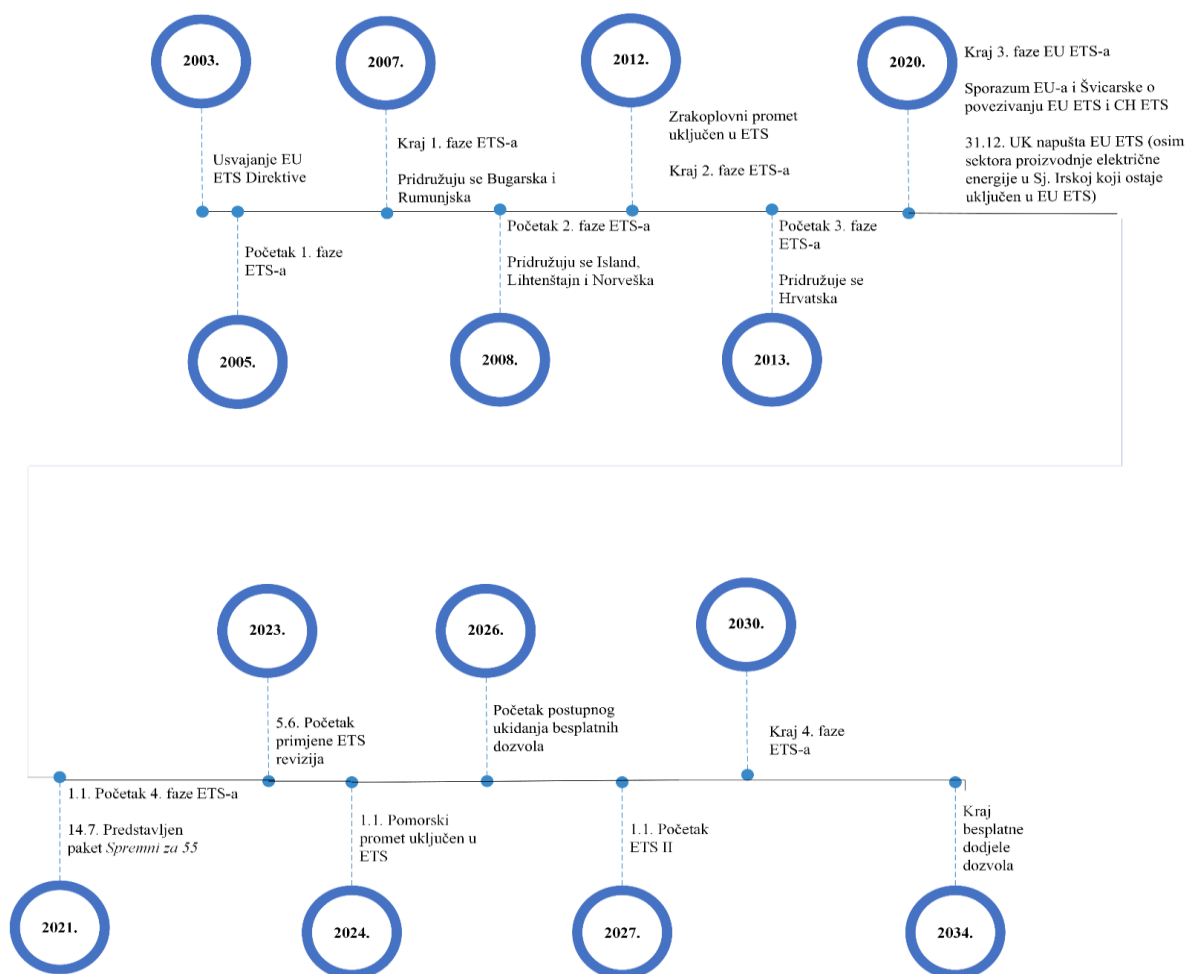 2003.
Usvajanje EU
ETS Direktive
2005.
Početak 1. faze
ETS-a
2007.
Kraj 1. faze ETS-a
Pridružuju se Bugarska i
Rumunjska
2008.
Početak 2. faze ETS-a
Pridružuju se Island,
Lihtenštajn i Norveška
2012.
Zrakoplovni promet
uključen u ETS
Kraj 2. faze ETS-a
2013.
Početak 3. faze
ETS-a
Pridružuje se
Hrvatska
2020.
Kraj 3. faze EU ETS-a
Sporazum EU-a i Švicarske o
povezivanju EU ETS i CH ETS
31.12. UK napušta EU ETS (osim
sektora proizvodnje električne
energije u Sj. Irskoj koji ostaje
uključen u EU ETS)
2021.
1.1. Početak 4. faze ETS-a
14.7. Predstavljen
paket Spremni za 55
2023.
5.6. Početak
primjene ETS
revizija
2024.
1.1. Pomorski
promet uključen u
ETS
2026.
Početak postupnog
ukidanja besplatnih
dozvola
2027.
1.1. Početak
ETS II
2030.
Kraj 4. faze
ETS-a
2034.
Kraj
besplatne
dodjele
dozvola